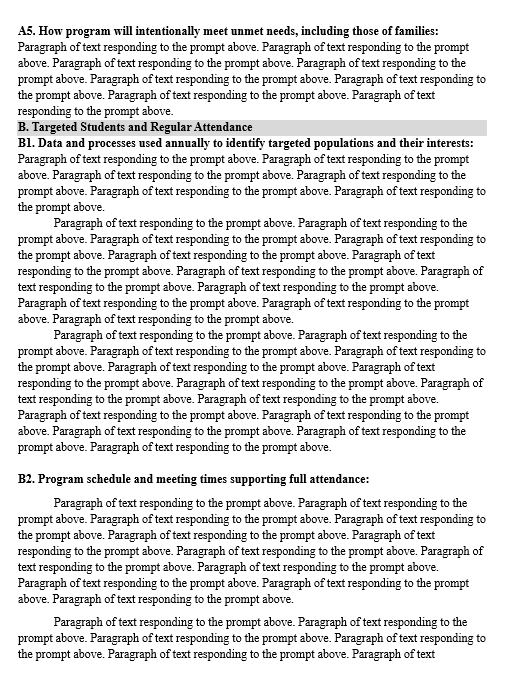 A5. How program will intentionally meet unmet needs, including those of families:
Paragraph of text responding to the prompt above. Paragraph of text responding to the prompt
above. Paragraph of text responding to the prompt above. Paragraph of text responding to the
prompt above. Paragraph of text responding to the prompt above. Paragraph of text responding to
the prompt above. Paragraph of text responding to the prompt above. Paragraph of text
responding to the prompt above.
B. Targeted Students and Regular Attendance
B1. Data and processes used annually to identify targeted populations and their interests:
Paragraph of text responding to the prompt above. Paragraph of text responding to the prompt
above. Paragraph of text responding to the prompt above. Paragraph of text responding to the
prompt above. Paragraph of text responding to the prompt above. Paragraph of text responding to
the prompt above.
Paragraph of text responding to the prompt above. Paragraph of text responding to the
prompt above. Paragraph of text responding to the prompt above. Paragraph of text responding to
the prompt above. Paragraph of text responding to the prompt above. Paragraph of text
responding to the prompt above. Paragraph of text responding to the prompt above. Paragraph of
text responding to the prompt above. Paragraph of text responding to the prompt above.
Paragraph of text responding to the prompt above. Paragraph of text responding to the prompt
above. Paragraph of text responding to the prompt above.
Paragraph of text responding to the prompt above. Paragraph of text responding to the
prompt above. Paragraph of text responding to the prompt above. Paragraph of text responding to
the prompt above. Paragraph of text responding to the prompt above. Paragraph of text
responding to the prompt above. Paragraph of text responding to the prompt above. Paragraph of
text responding to the prompt above. Paragraph of text responding to the prompt above.
Paragraph of text responding to the prompt above. Paragraph of text responding to the prompt
above. Paragraph of text responding to the prompt above. Paragraph of text responding to the
prompt above. Paragraph of text responding to the prompt above.
B2. Program schedule and meeting times supporting full attendance:
Paragraph of text responding to the prompt above. Paragraph of text responding to the
prompt above. Paragraph of text responding to the prompt above. Paragraph of text responding to
the prompt above. Paragraph of text responding to the prompt above. Paragraph of text
responding to the prompt above. Paragraph of text responding to the prompt above. Paragraph of
text responding to the prompt above. Paragraph of text responding to the prompt above.
Paragraph of text responding to the prompt above. Paragraph of text responding to the prompt
above. Paragraph of text responding to the prompt above.
Paragraph of text responding to the prompt above. Paragraph of text responding to the
prompt above. Paragraph of text responding to the prompt above. Paragraph of text responding to
the prompt above. Paragraph of text responding to the prompt above. Paragraph of text